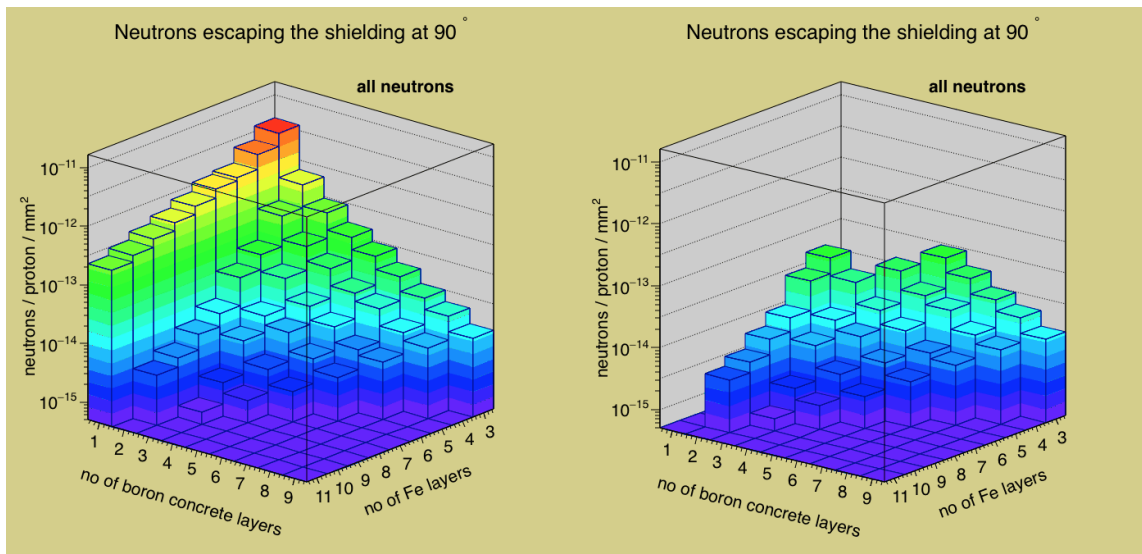 Neutrons escaping the shielding at 90 °
all neutrons
neutrons / proton / mm²
10⁻¹¹
10⁻¹²
10⁻¹³
10⁻¹⁴
10⁻¹⁵
1 2 3 4 5 6 7 8 9
no of boron concrete layers
11 10 9 8 7 6 5 4 3
no of Fe layers
Neutrons escaping the shielding at 90 °
all neutrons
neutrons / proton / mm²
10⁻¹¹
10⁻¹²
10⁻¹³
10⁻¹⁴
10⁻¹⁵
1 2 3 4 5 6 7 8 9
no of boron concrete layers
11 10 9 8 7 6 5 4 3
no of Fe layers